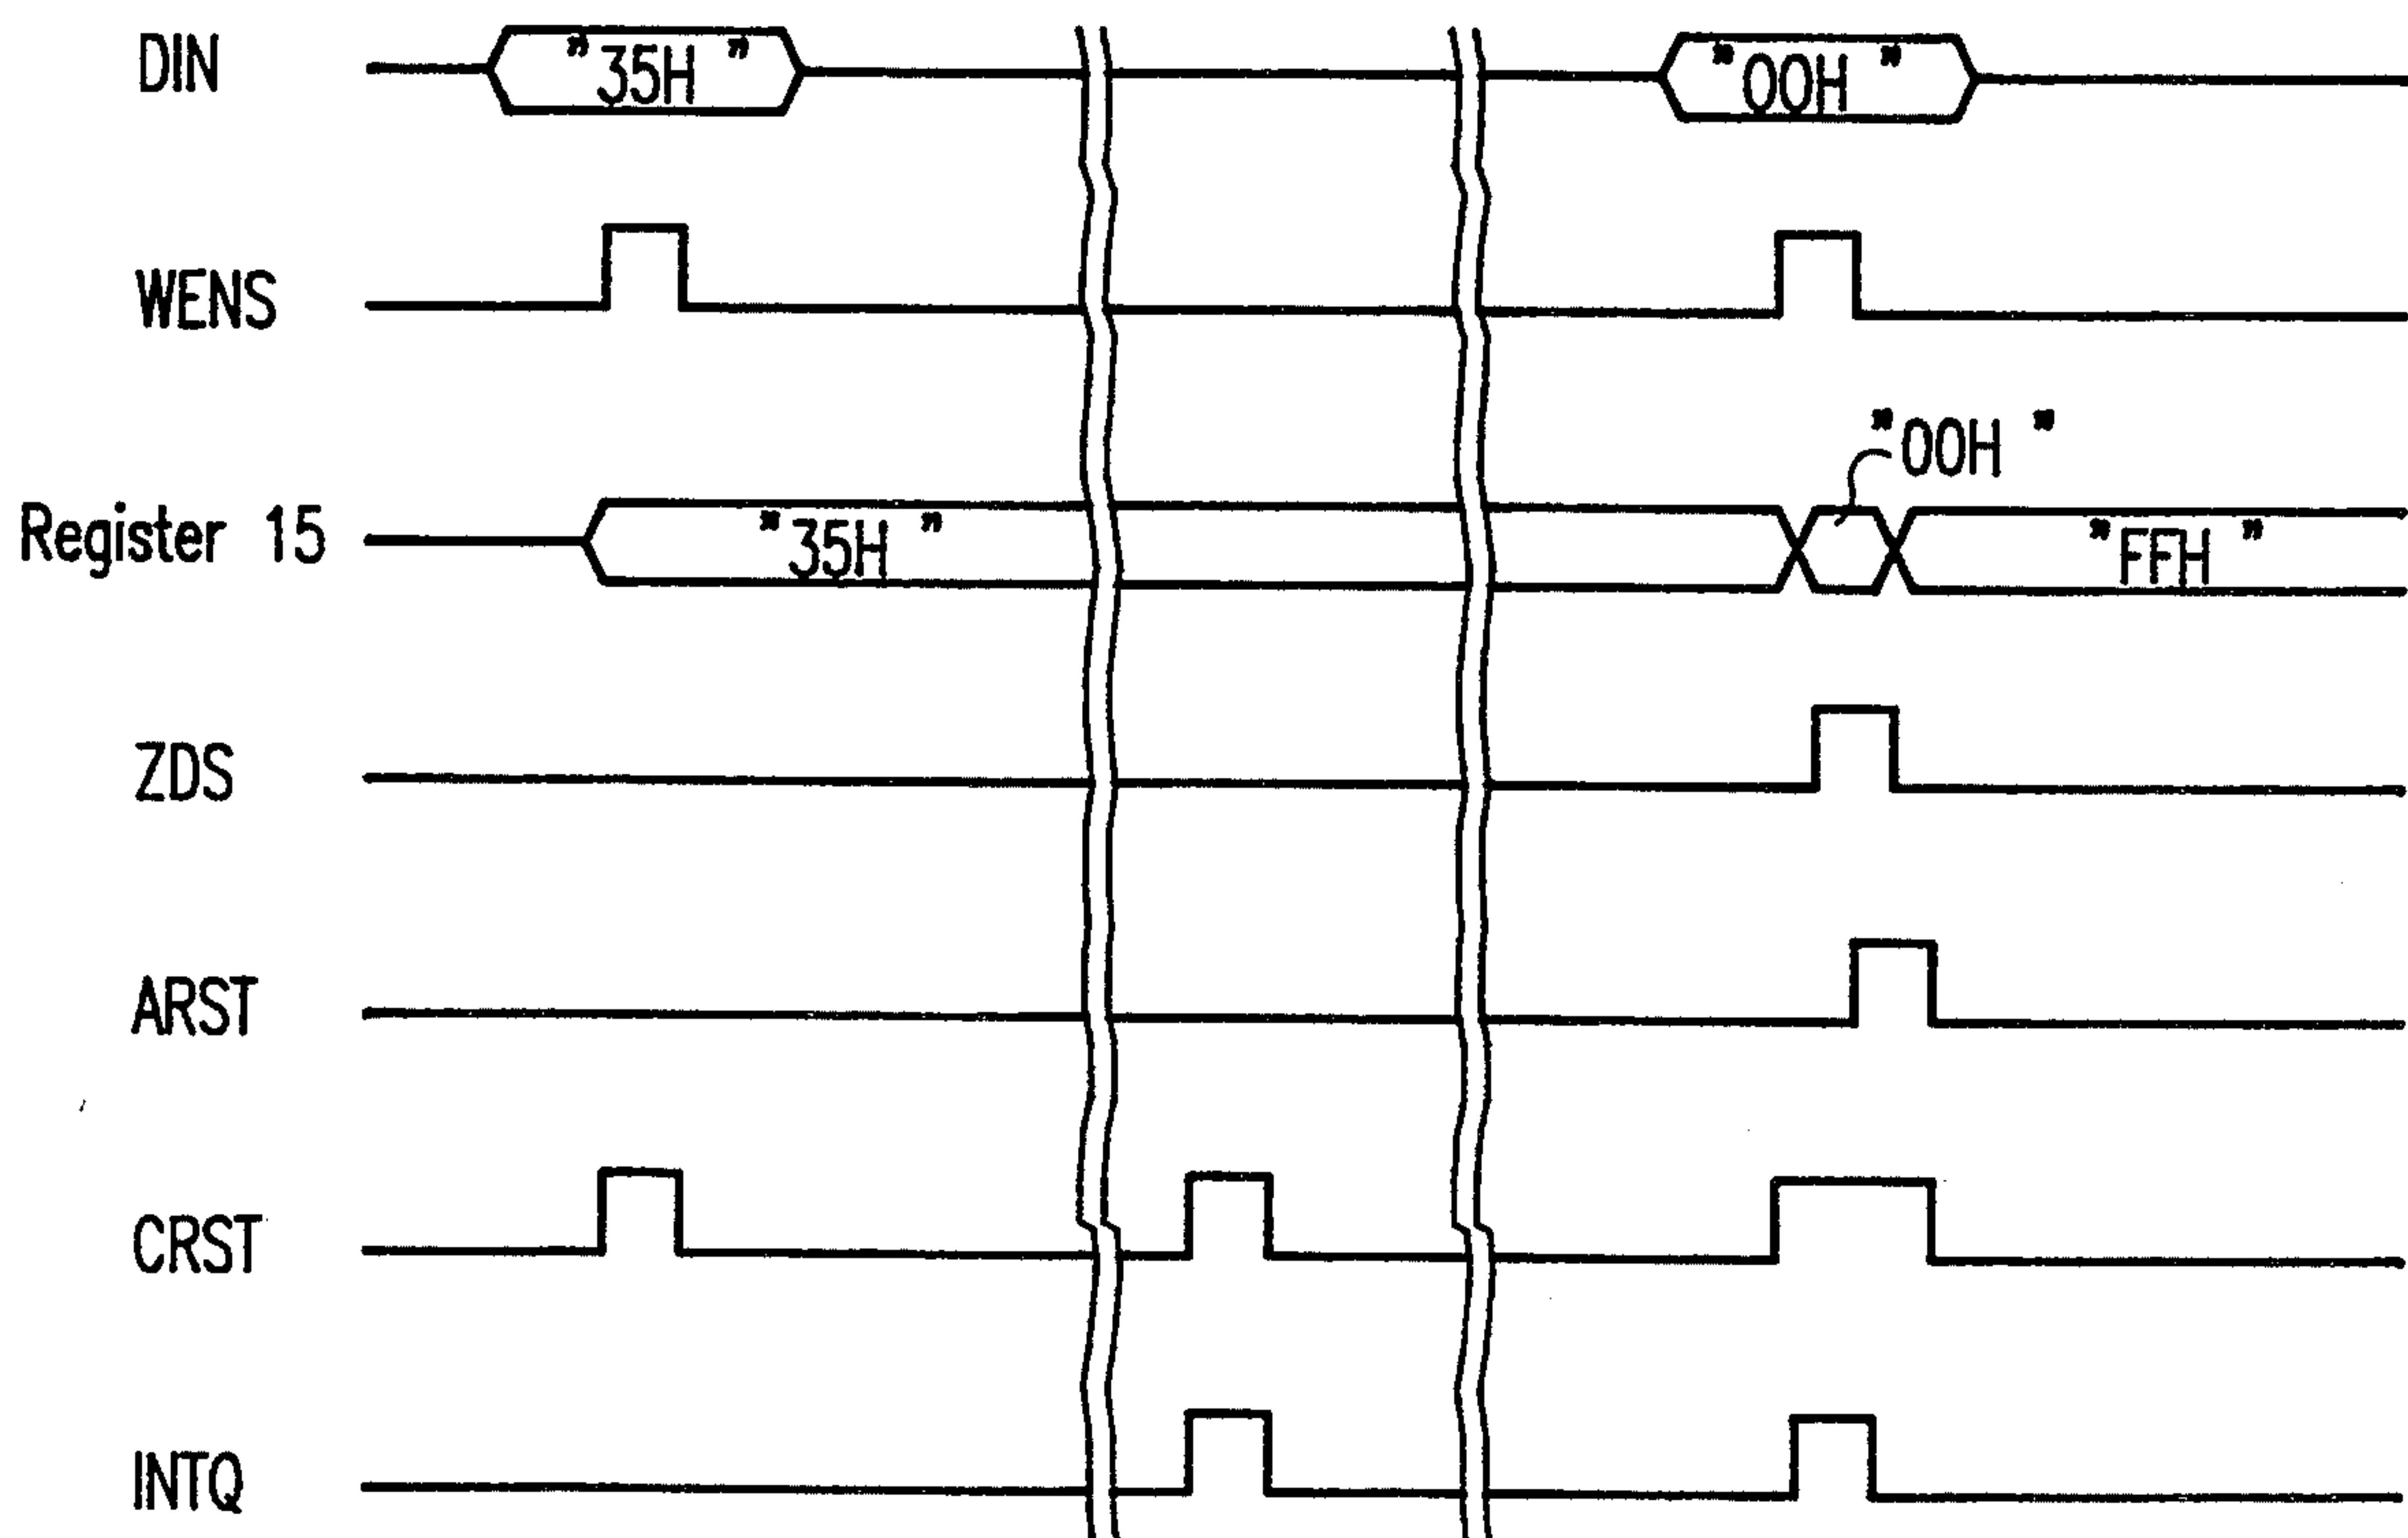 DIN "35H" "00H"
WENS
"00H"
Register 15 "35H" "FFH"
ZDS
ARST
CRST
INTQ